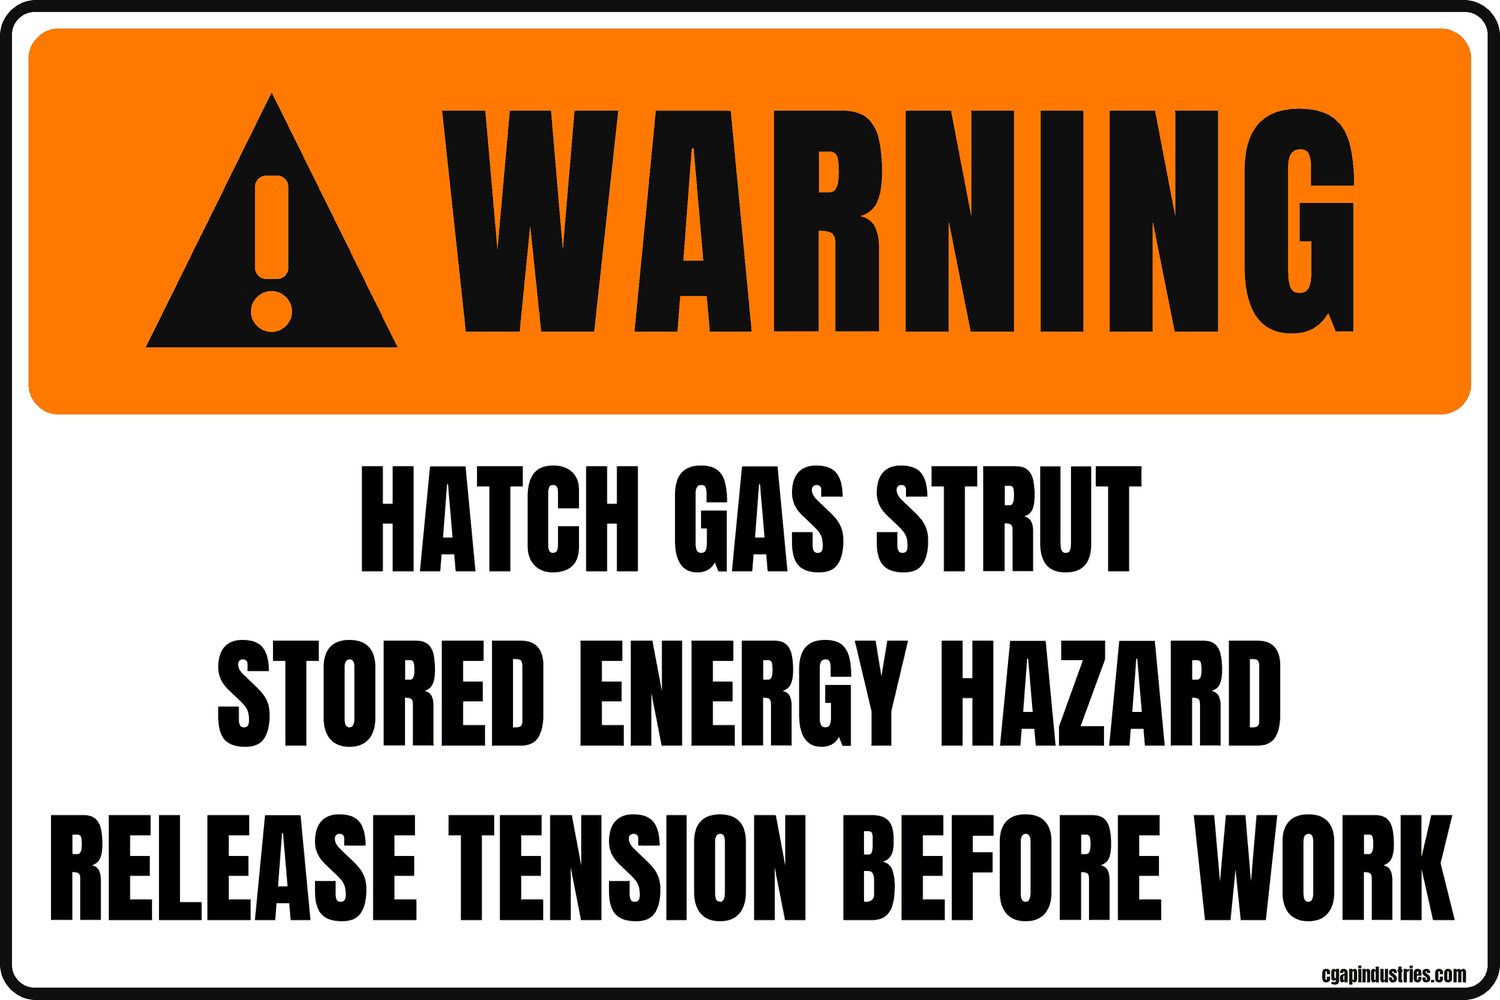 WARNING
HATCH GAS STRUT
STORED ENERGY HAZARD
RELEASE TENSION BEFORE WORK
cgapindustries.com